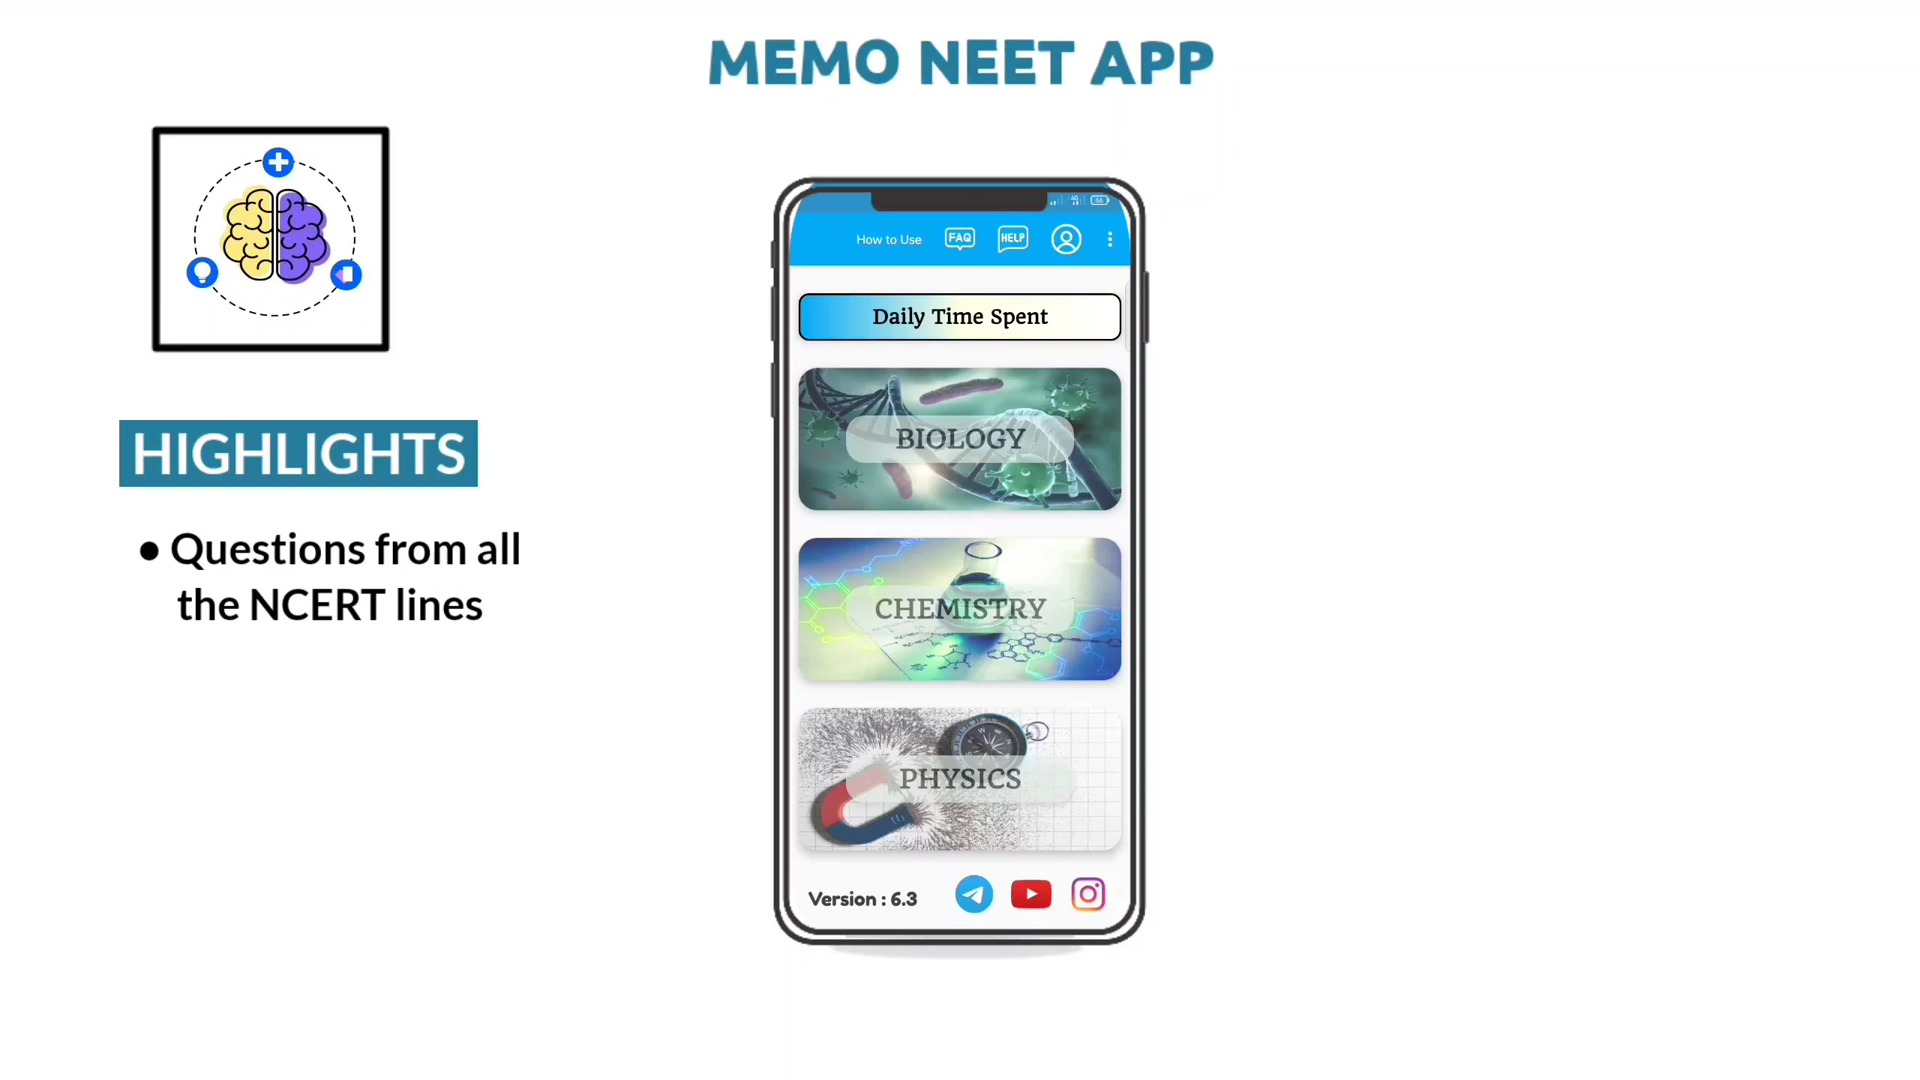 MEMO NEET APP
How to Use
FAQ
HELP
Daily Time Spent
BIOLOGY
CHEMISTRY
PHYSICS
Version : 6.3
HIGHLIGHTS
● Questions from all
the NCERT lines